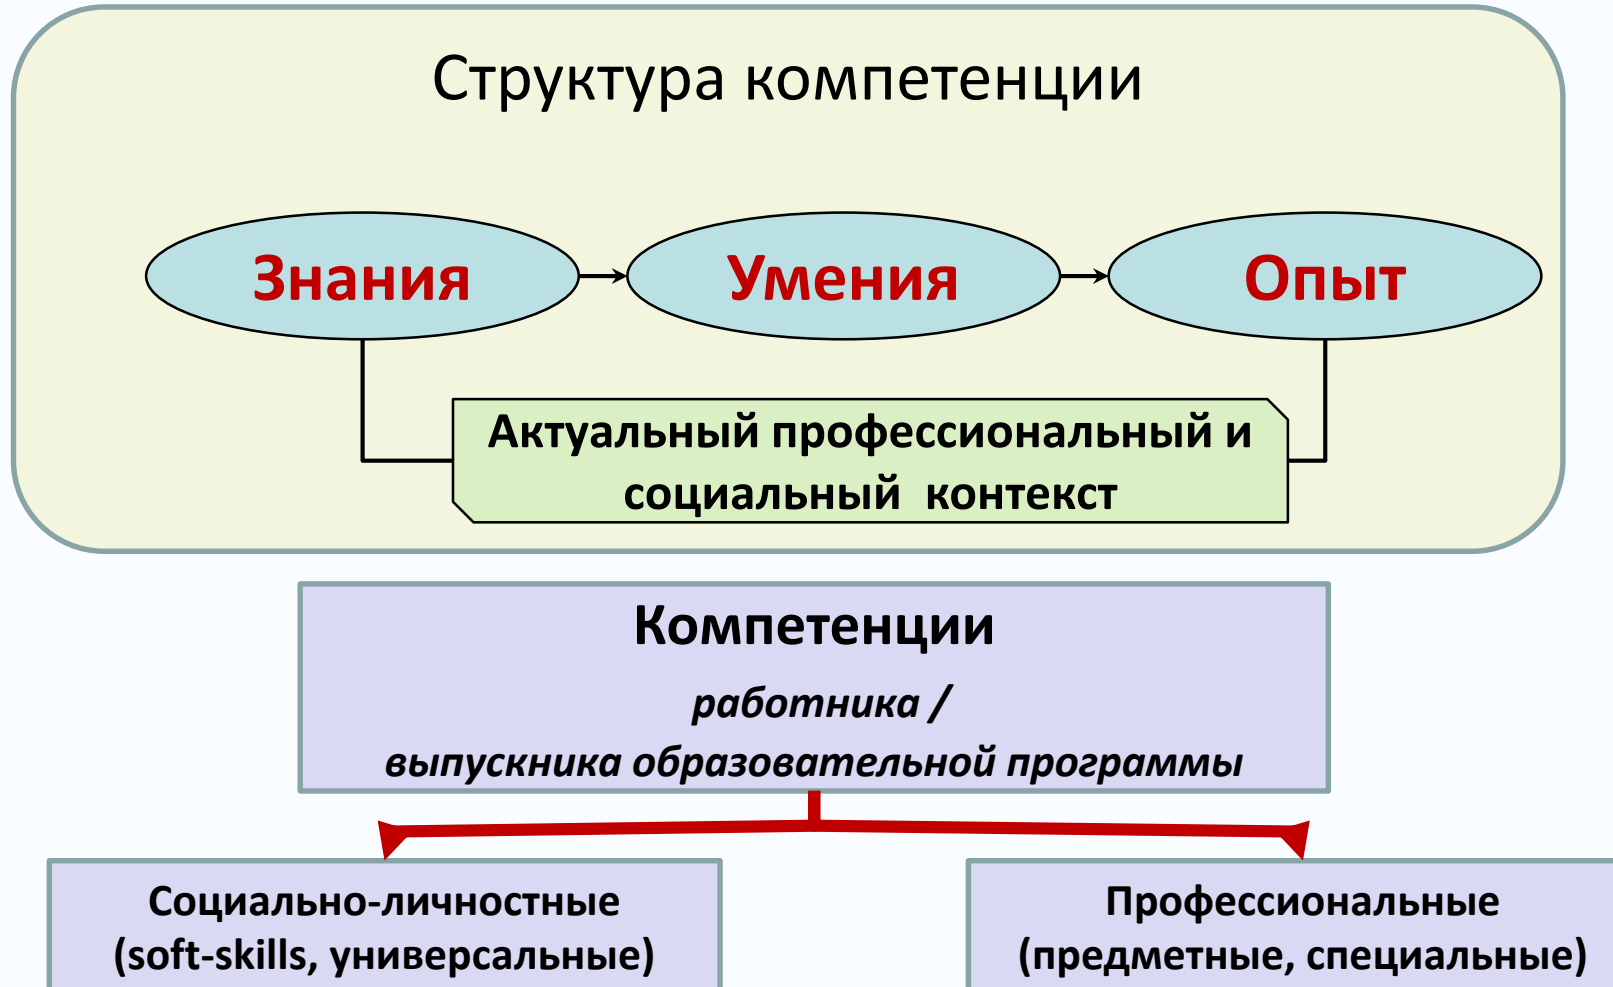 Структура компетенции
Знания
Умения
Опыт
Актуальный профессиональный и
социальный контекст
Компетенции
работника /
выпускника образовательной программы
Социально-личностные
(soft-skills, универсальные)
Профессиональные
(предметные, специальные)